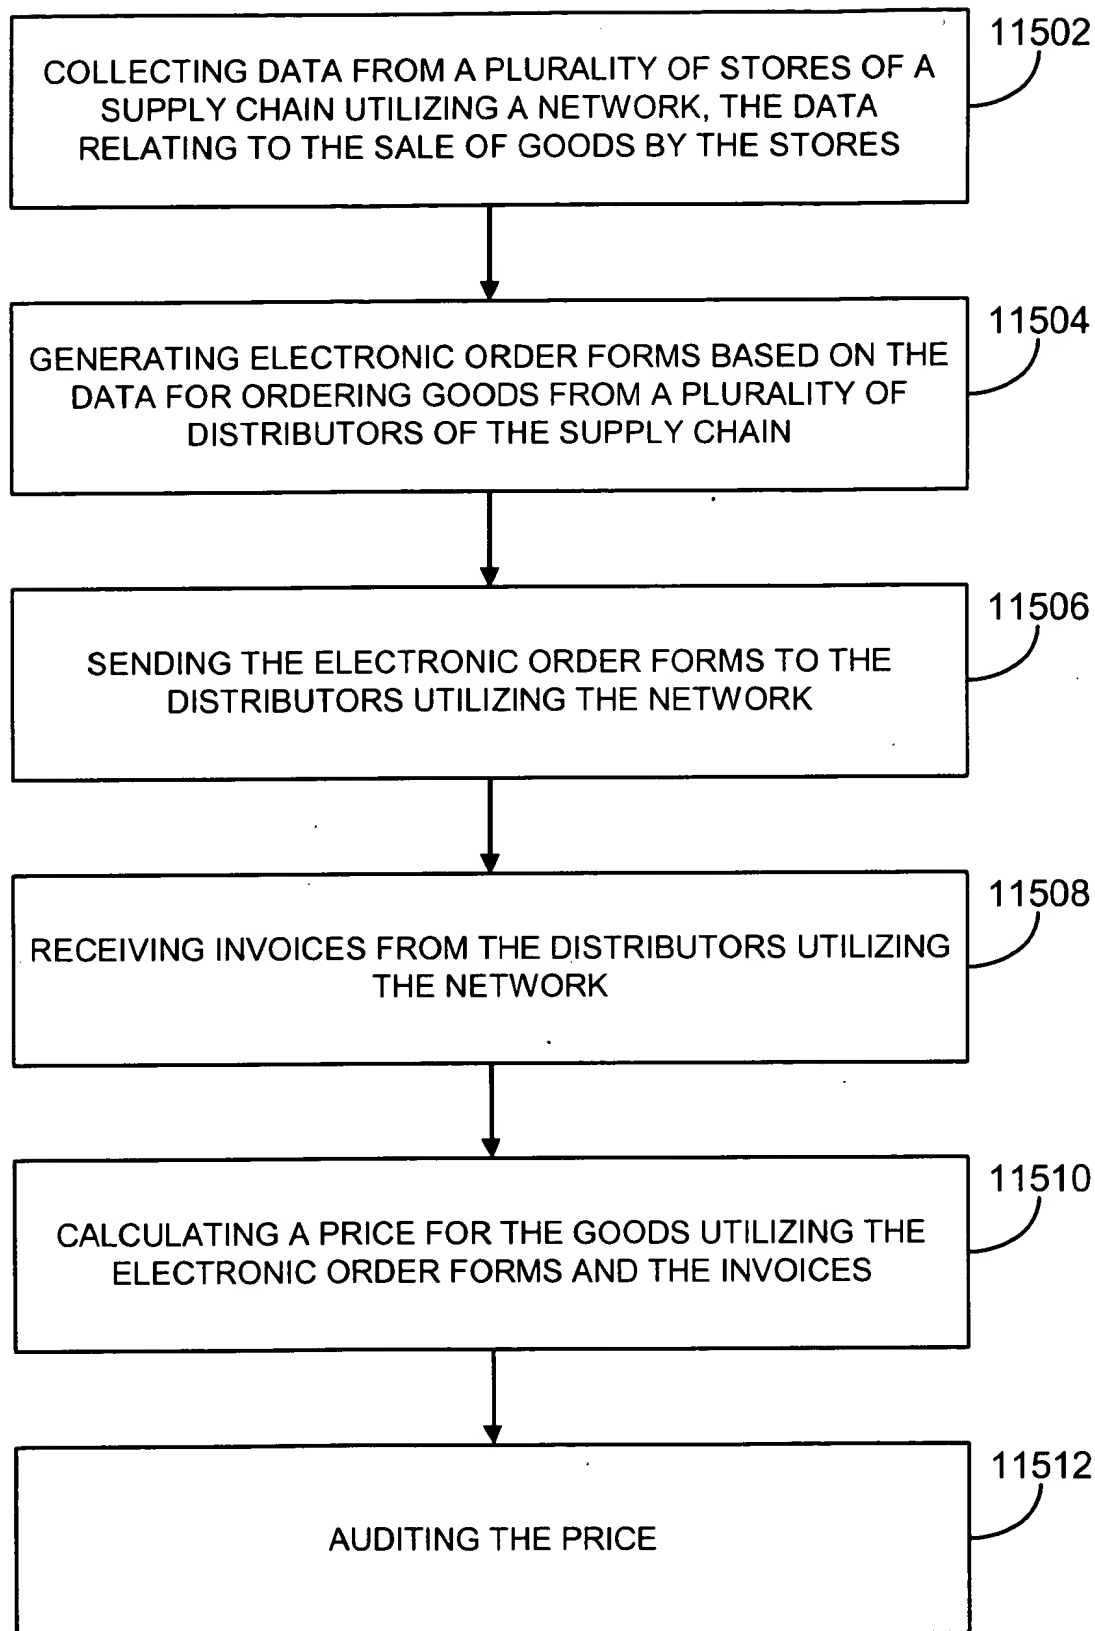 11502
COLLECTING DATA FROM A PLURALITY OF STORES OF A
SUPPLY CHAIN UTILIZING A NETWORK, THE DATA
RELATING TO THE SALE OF GOODS BY THE STORES
11504
GENERATING ELECTRONIC ORDER FORMS BASED ON THE
DATA FOR ORDERING GOODS FROM A PLURALITY OF
DISTRIBUTORS OF THE SUPPLY CHAIN
11506
SENDING THE ELECTRONIC ORDER FORMS TO THE
DISTRIBUTORS UTILIZING THE NETWORK
11508
RECEIVING INVOICES FROM THE DISTRIBUTORS UTILIZING
THE NETWORK
11510
CALCULATING A PRICE FOR THE GOODS UTILIZING THE
ELECTRONIC ORDER FORMS AND THE INVOICES
11512
AUDITING THE PRICE